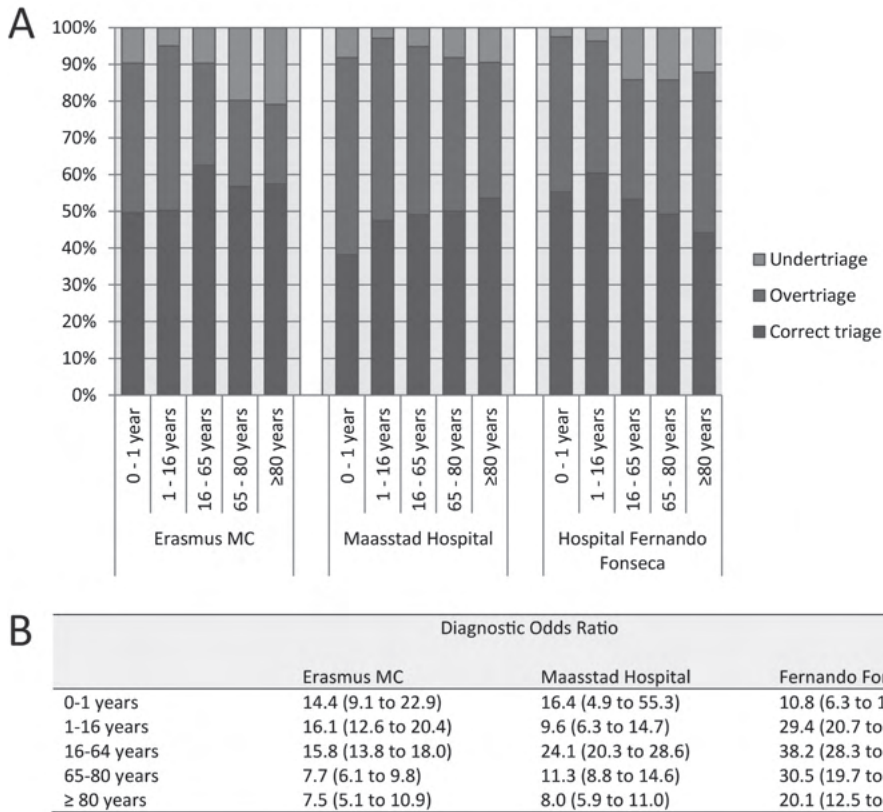 A
100%
90%
80%
70%
60%
50%
40%
30%
20%
10%
0%
Undertriage
Overtriage
Correct triage
0 - 1 year
1 - 16 years
16 - 65 years
65 - 80 years
≥80 years
0 - 1 year
1 - 16 years
16 - 65 years
65 - 80 years
≥80 years
0 - 1 year
1 - 16 years
16 - 65 years
65 - 80 years
≥80 years
Erasmus MC
Maasstad Hospital
Hospital Fernando
Fonseca
B
Diagnostic Odds Ratio
Erasmus MC Maasstad Hospital Fernando
0-1 years 14.4 (9.1 to 22.9) 16.4 (4.9 to 55.3) 10.8 (6.3 to
1-16 years 16.1 (12.6 to 20.4) 9.6 (6.3 to 14.7) 29.4 (20.7 to
16-64 years 15.8 (13.8 to 18.0) 24.1 (20.3 to 28.6) 38.2 (28.3 to
65-80 years 7.7 (6.1 to 9.8) 11.3 (8.8 to 14.6) 30.5 (19.7 to
≥ 80 years 7.5 (5.1 to 10.9) 8.0 (5.9 to 11.0) 20.1 (12.5 to